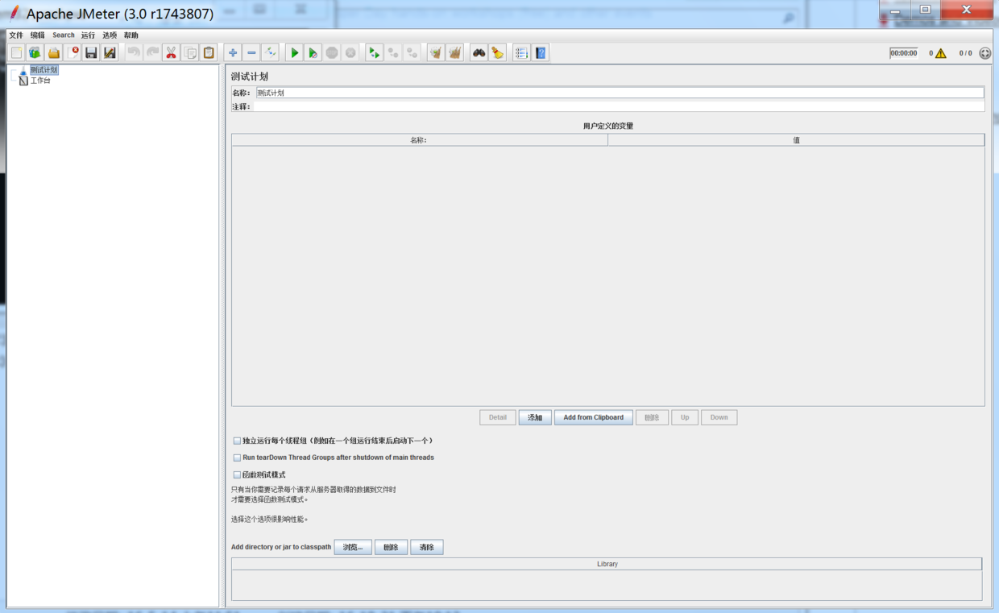 Apache JMeter (3.0 r1743807)
文件 编辑 Search 运行 选项 帮助
00:00:00 0 0 / 0
测试计划
工作台
测试计划
名称： 测试计划
注释：
用户定义的变量
名称: 值
Detail 添加 Add from Clipboard 删除 Up Down
独立运行每个线程组（例如在一个组运行结束后启动下一个）
Run tearDown Thread Groups after shutdown of main threads
函数测试模式
只有当你需要记录每个请求从服务器取得的数据到文件时
才需要选择函数测试模式。
选择这个选项很影响性能。
Add directory or jar to classpath 浏览... 删除 清除
Library